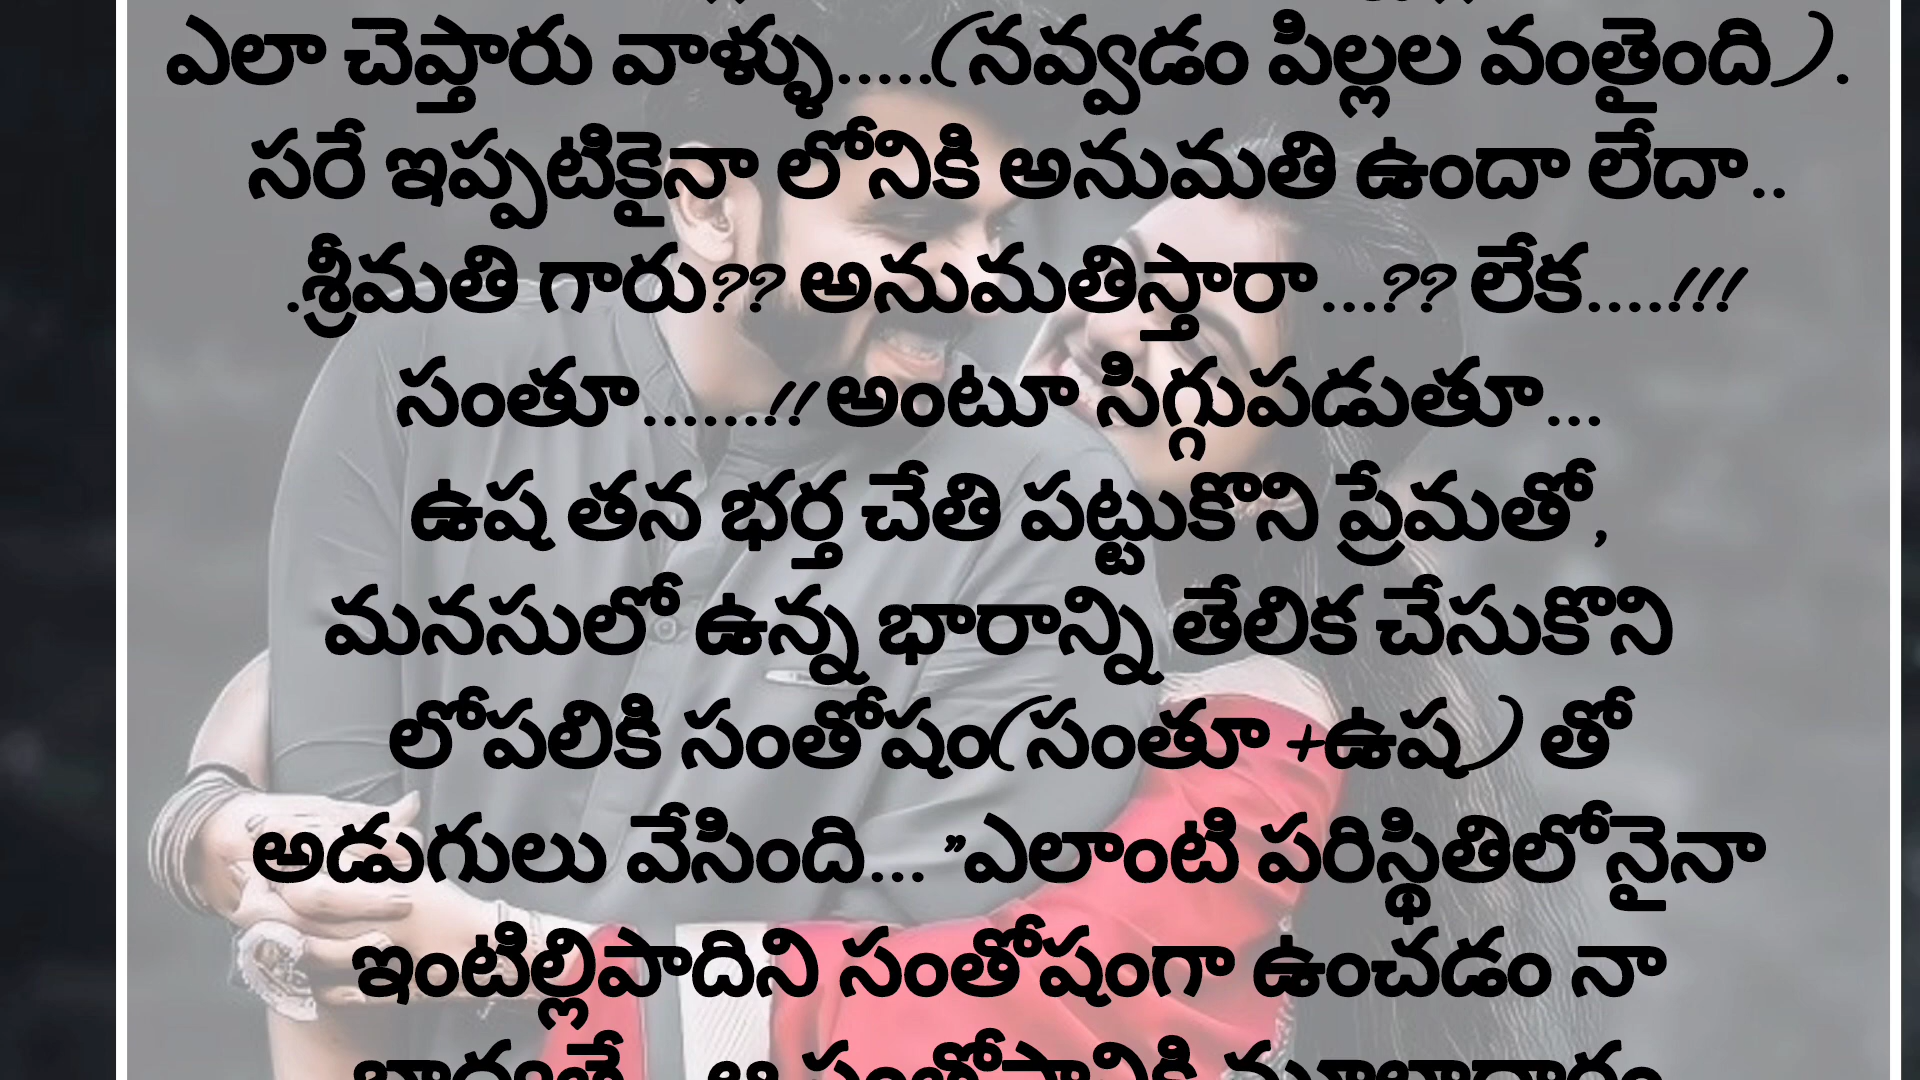 ఎలా చెప్తారు వాళ్ళు.....(నవ్వడం పిల్లల వంతైంది).
సరే ఇప్పటికైనా లోనికి అనుమతి ఉందా లేదా..
.శ్రీమతి గారు?? అనుమతిస్తారా...?? లేక....!!!
సంతూ.......!! అంటూ సిగ్గుపడుతూ...
ఉష తన భర్త చేతి పట్టుకొని ప్రేమతో,
మనసులో ఉన్న భారాన్ని తేలిక చేసుకొని
లోపలికి సంతోషం(సంతూ +ఉష) తో
అడుగులు వేసింది... "ఎలాంటి పరిస్థితిలోనైనా
ఇంటిల్లిపాదిని సంతోషంగా ఉంచడం నా